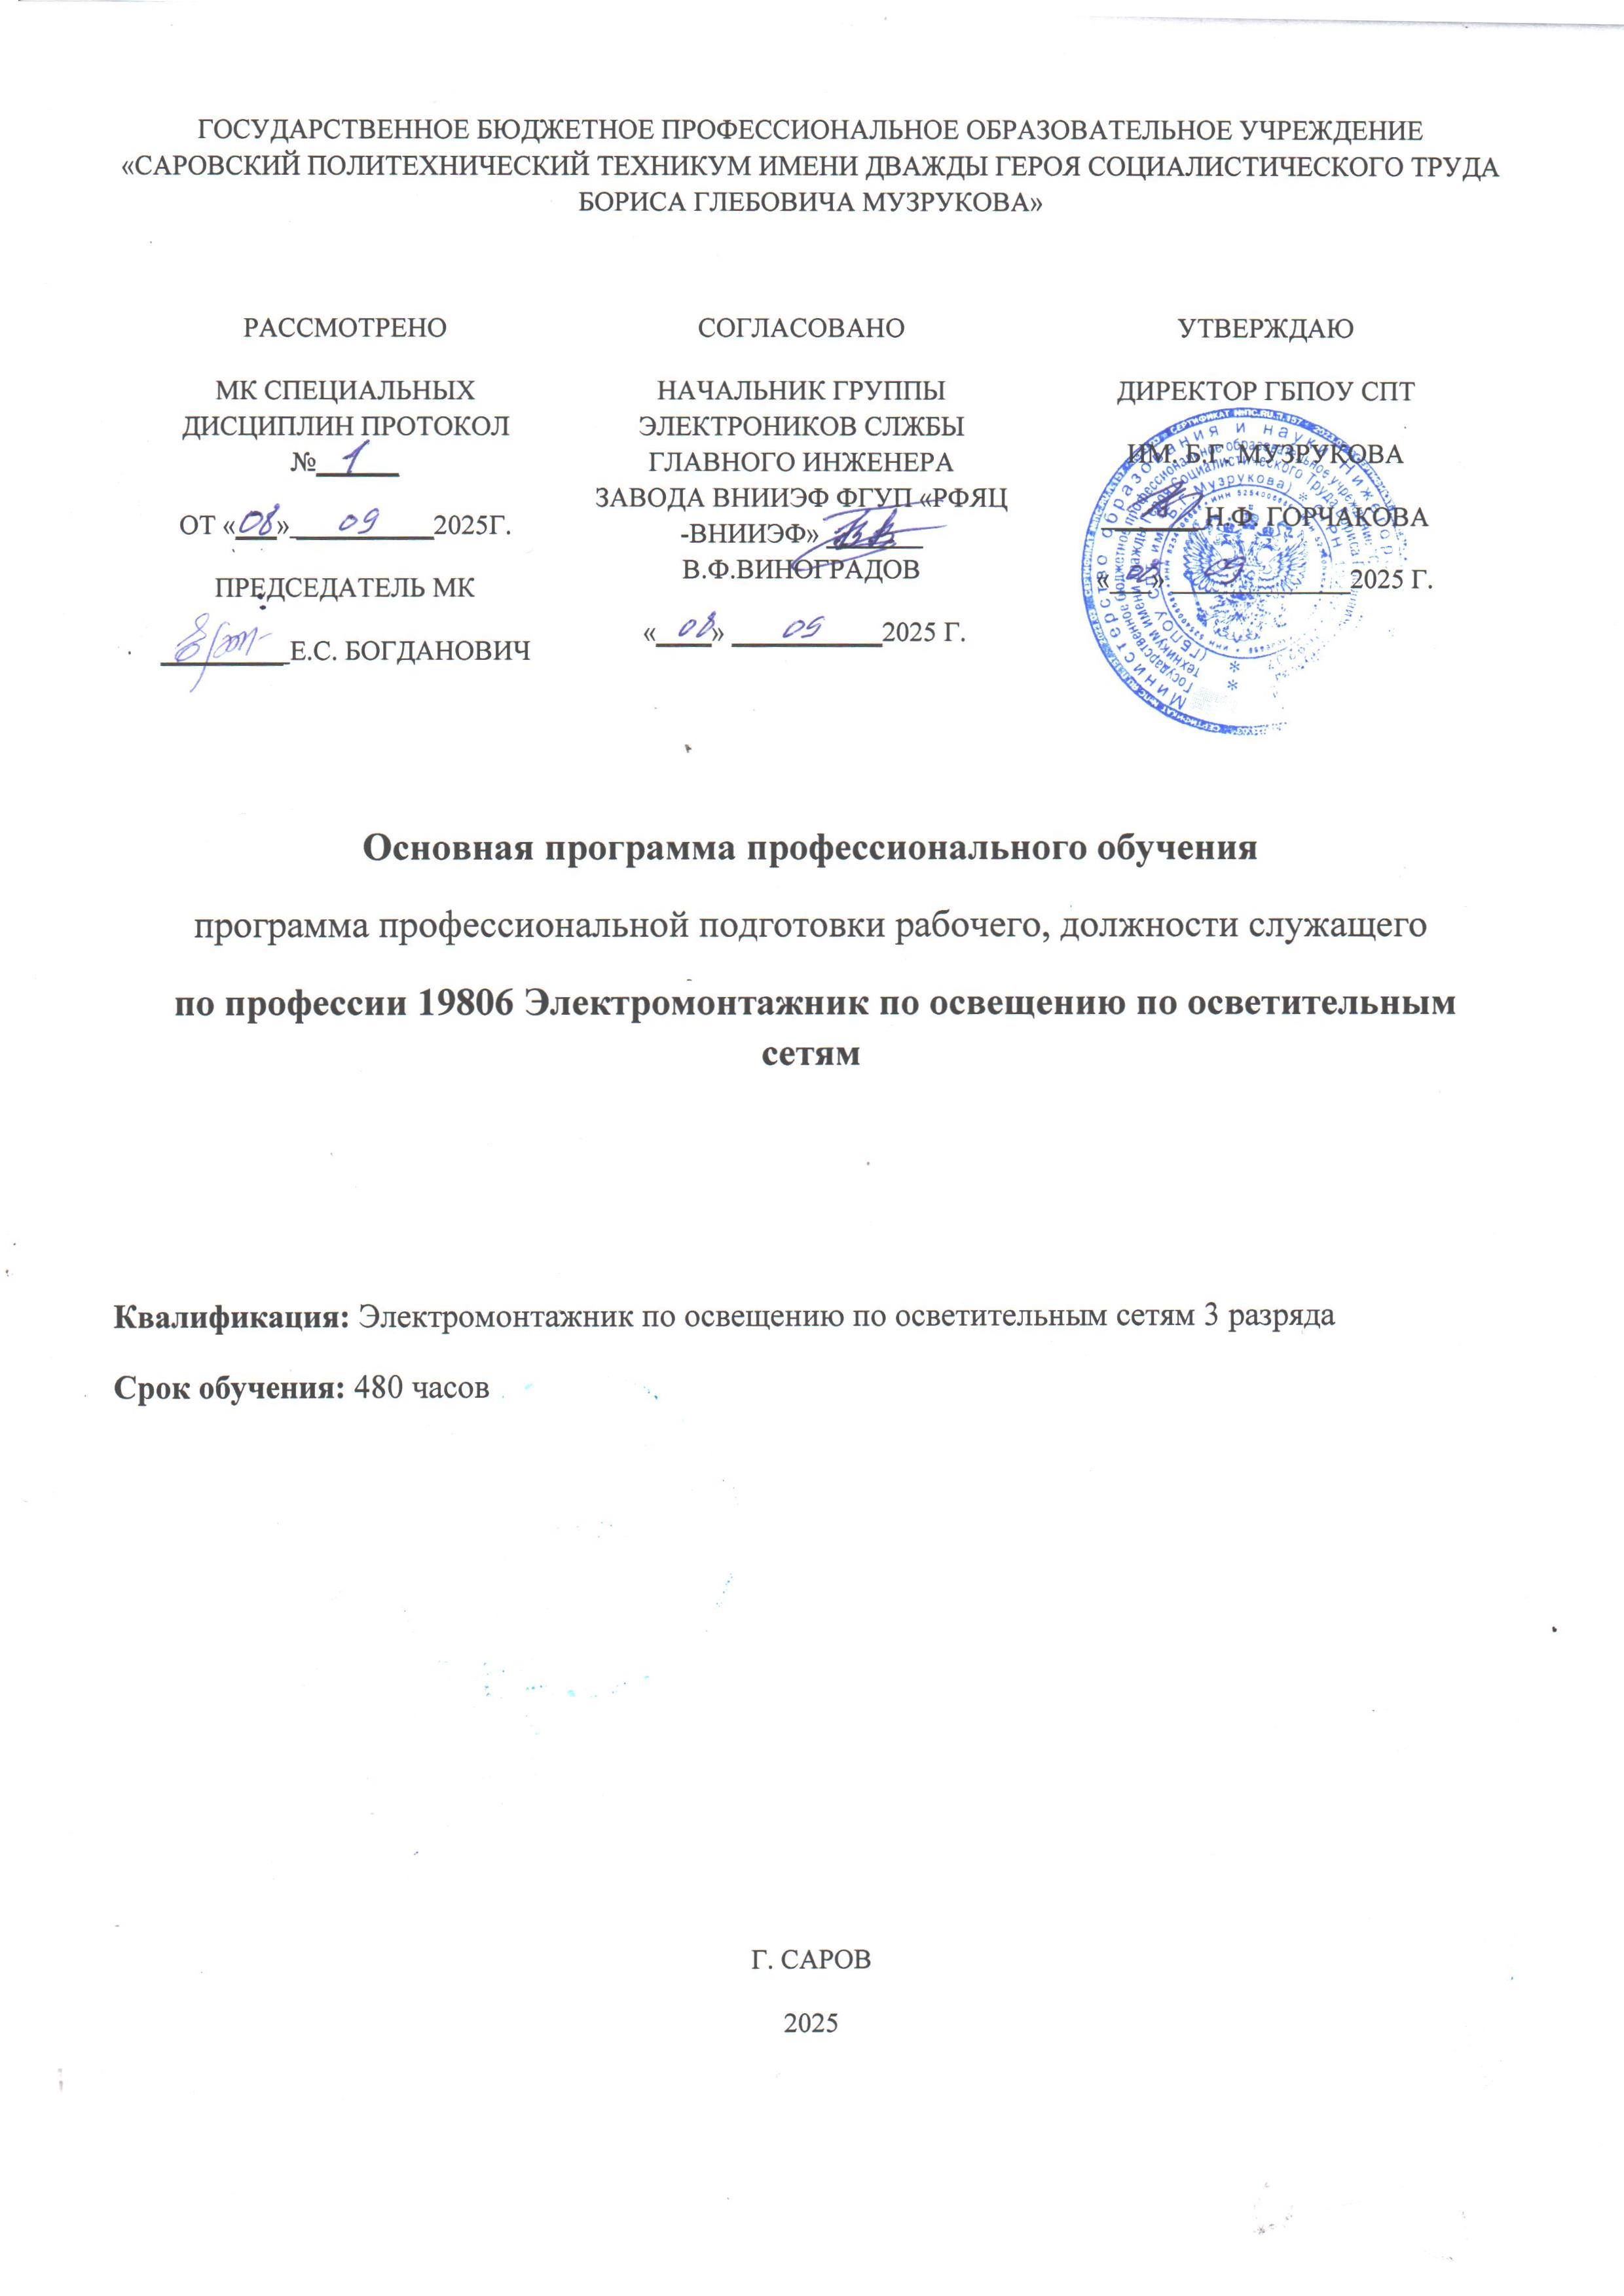 ГОСУДАРСТВЕННОЕ БЮДЖЕТНОЕ ПРОФЕССИОНАЛЬНОЕ ОБРАЗОВАТЕЛЬНОЕ УЧРЕЖДЕНИЕ
«САРОВСКИЙ ПОЛИТЕХНИЧЕСКИЙ ТЕХНИКУМ ИМЕНИ ДВАЖДЫ ГЕРОЯ СОЦИАЛИСТИЧЕСКОГО ТРУДА
БОРИСА ГЛЕБОВИЧА МУЗРУКОВА»
РАССМОТРЕНО
МК СПЕЦИАЛЬНЫХ
ДИСЦИПЛИН ПРОТОКОЛ
№ 1
ОТ «08» 09 2025Г.
ПРЕДСЕДАТЕЛЬ МК
Е.С. БОГДАНОВИЧ
СОГЛАСОВАНО
НАЧАЛЬНИК ГРУППЫ
ЭЛЕКТРОНИКОВ СЛЖБЫ
ГЛАВНОГО ИНЖЕНЕРА
ЗАВОДА ВНИИЭФ ФГУП «РФЯЦ
-ВНИИЭФ»
В.Ф.ВИНОГРАДОВ
«08» 09 2025 Г.
УТВЕРЖДАЮ
ДИРЕКТОР ГБПОУ СПТ
ИМ. Б.Г. МУЗРУКОВА
Н.Ф. ГОРЧАКОВА
«08» 09 2025 Г.
Основная программа профессионального обучения
программа профессиональной подготовки рабочего, должности служащего
по профессии 19806 Электромонтажник по освещению по осветительным
сетям
Квалификация: Электромонтажник по освещению по осветительным сетям 3 разряда
Срок обучения: 480 часов
Г. САРОВ
2025